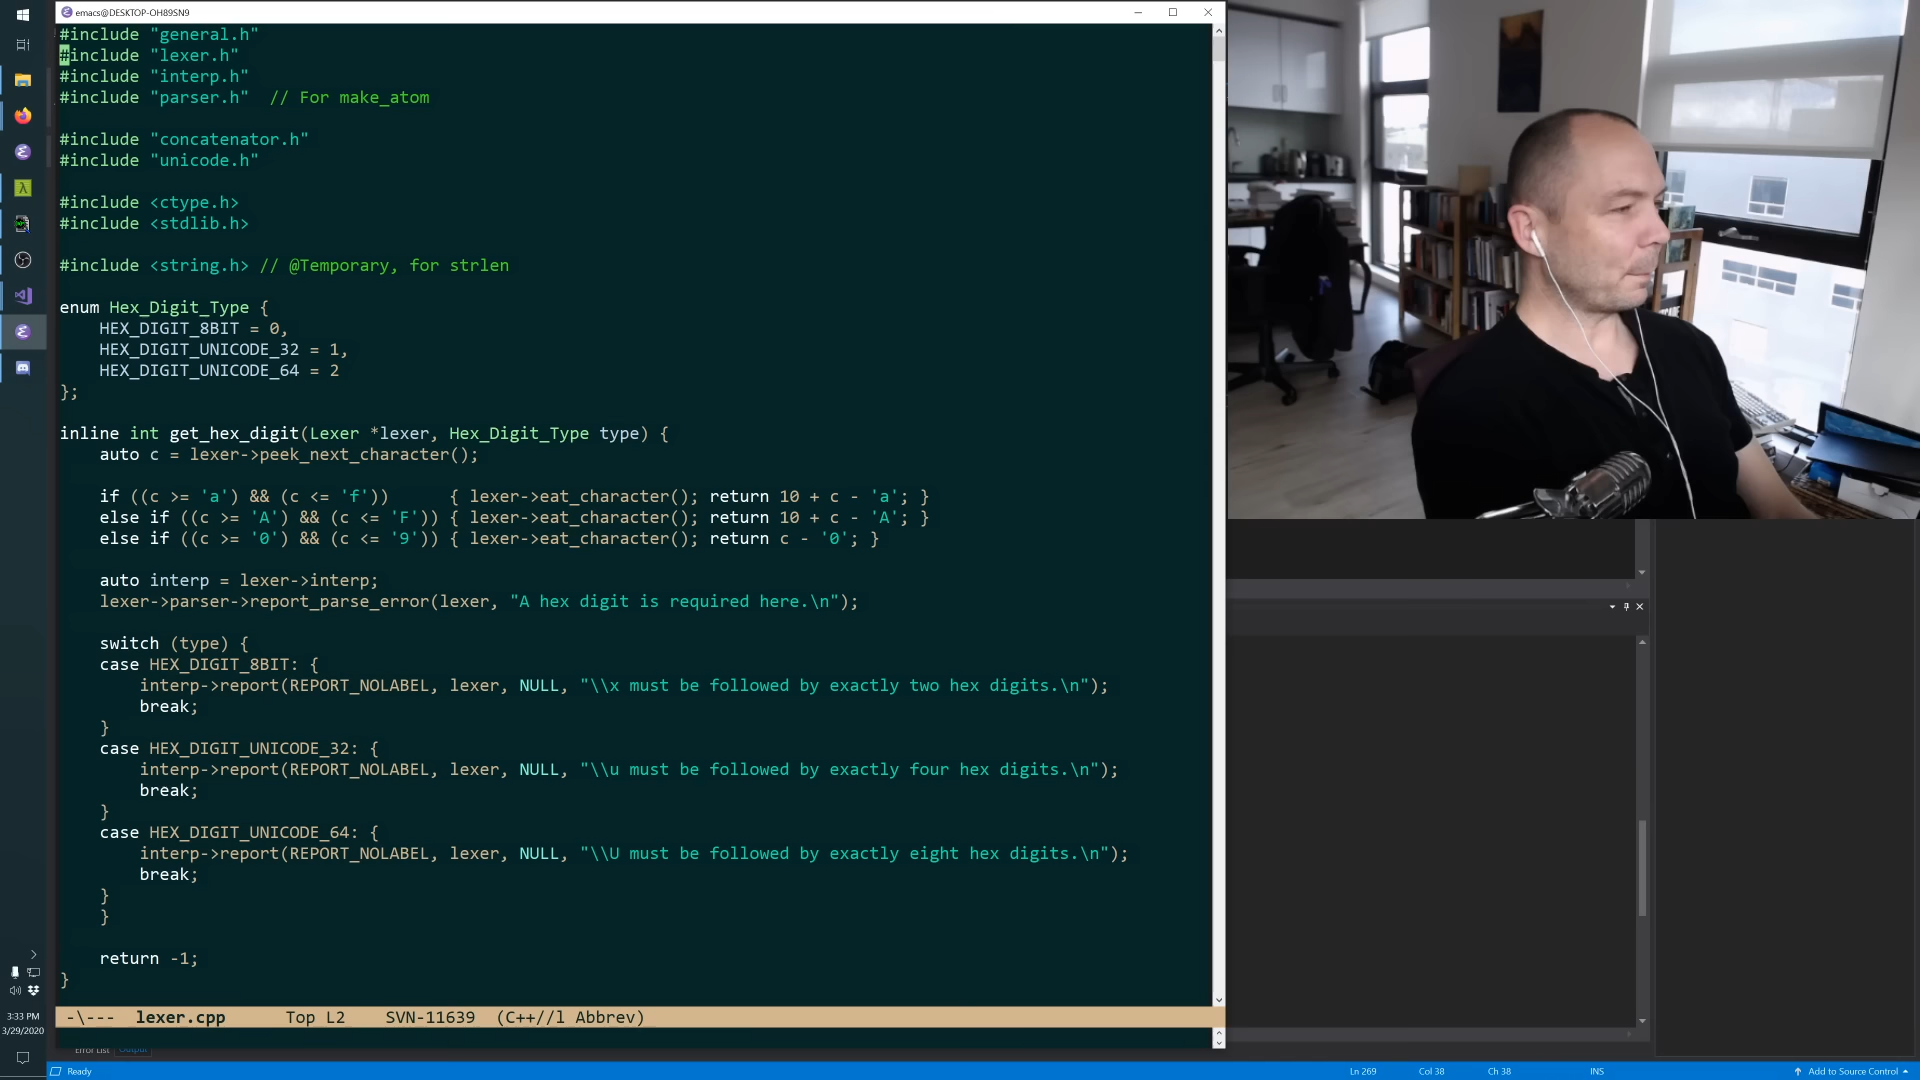 emacs@DESKTOP-OH89SN9
#include "general.h"
#include "lexer.h"
#include "interp.h"
#include "parser.h"  // For make_atom
#include "concatenator.h"
#include "unicode.h"
#include <ctype.h>
#include <stdlib.h>
#include <string.h> // @Temporary, for strlen
enum Hex_Digit_Type {
    HEX_DIGIT_8BIT = 0,
    HEX_DIGIT_UNICODE_32 = 1,
    HEX_DIGIT_UNICODE_64 = 2
};
inline int get_hex_digit(Lexer *lexer, Hex_Digit_Type type) {
    auto c = lexer->peek_next_character();
    if ((c >= 'a') && (c <= 'f'))      { lexer->eat_character(); return 10 + c - 'a'; }
    else if ((c >= 'A') && (c <= 'F')) { lexer->eat_character(); return 10 + c - 'A'; }
    else if ((c >= '0') && (c <= '9')) { lexer->eat_character(); return c - '0'; }
    auto interp = lexer->interp;
    lexer->parser->report_parse_error(lexer, "A hex digit is required here.\n");
    switch (type) {
    case HEX_DIGIT_8BIT: {
        interp->report(REPORT_NOLABEL, lexer, NULL, "\\x must be followed by exactly two hex digits.\n");
        break;
    }
    case HEX_DIGIT_UNICODE_32: {
        interp->report(REPORT_NOLABEL, lexer, NULL, "\\u must be followed by exactly four hex digits.\n");
        break;
    }
    case HEX_DIGIT_UNICODE_64: {
        interp->report(REPORT_NOLABEL, lexer, NULL, "\\U must be followed by exactly eight hex digits.\n");
        break;
    }
    }
    return -1;
}
-\---  lexer.cpp      Top L2    SVN-11639  (C++//l Abbrev)
3:33 PM
3/29/2020
Error List Output
Ready Ln 269 Col 38 Ch 38 INS Add to Source Control